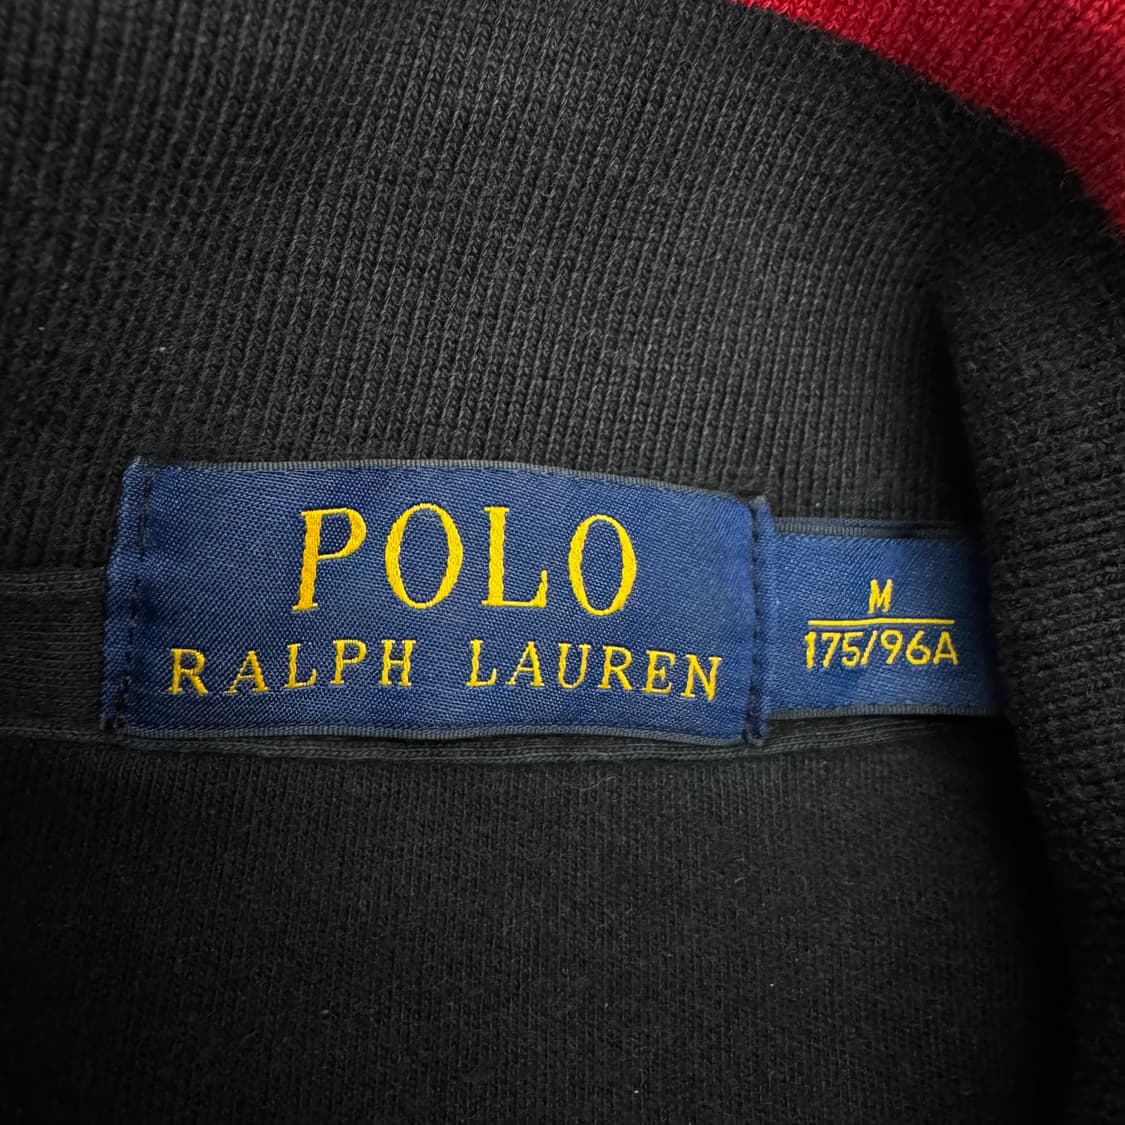 POLO
RALPH LAUREN
M
175/96A